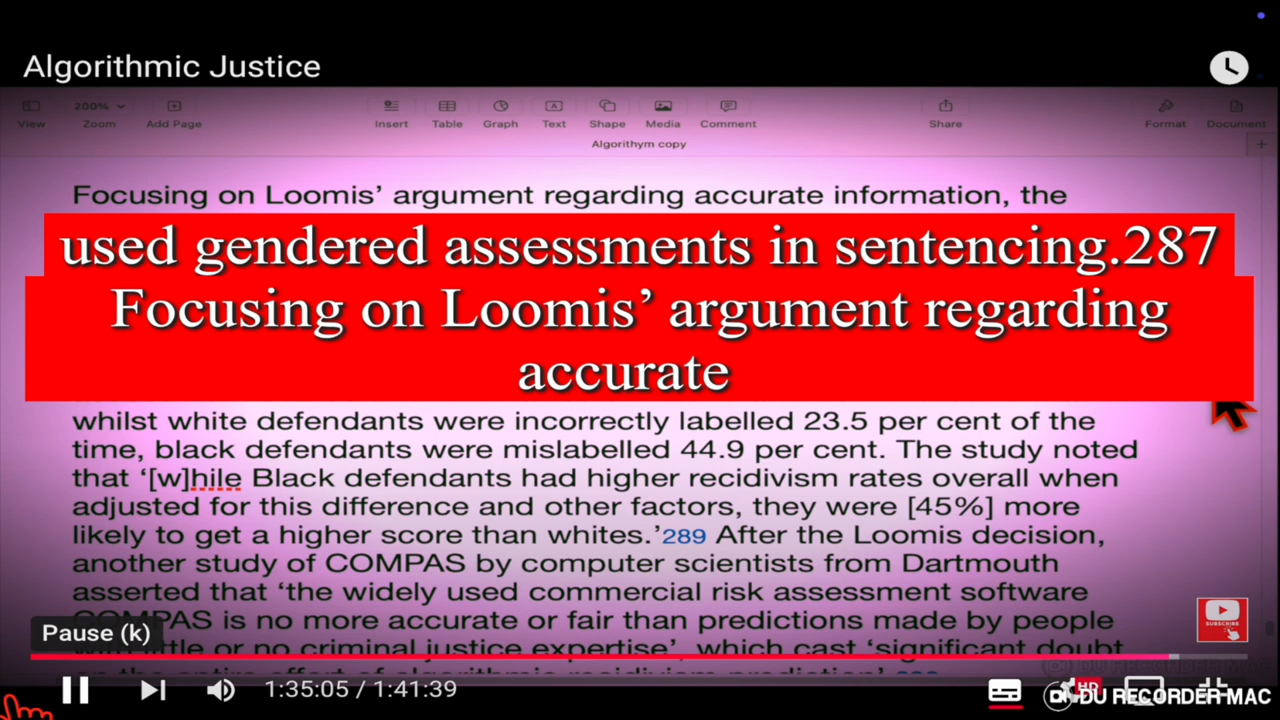 Algorithmic Justice
View
200%
Zoom
Add Page
Insert
Table
Graph
Text
Shape
Media
Comment
Share
Format
Document
Algorithym copy
Focusing on Loomis’ argument regarding accurate information, the
used gendered assessments in sentencing.287
Focusing on Loomis’ argument regarding
accurate
whilst white defendants were incorrectly labelled 23.5 per cent of the
time, black defendants were mislabelled 44.9 per cent. The study noted
that ‘[w]hile Black defendants had higher recidivism rates overall when
adjusted for this difference and other factors, they were [45%] more
likely to get a higher score than whites.’289 After the Loomis decision,
another study of COMPAS by computer scientists from Dartmouth
asserted that ‘the widely used commercial risk assessment software
COMPAS is no more accurate or fair than predictions made by people
with little or no criminal justice expertise’, which cast ‘significant doubt
Pause (k)
SUBSCRIBE
1:35:05 / 1:41:39
HD
DU RECORDER MAC